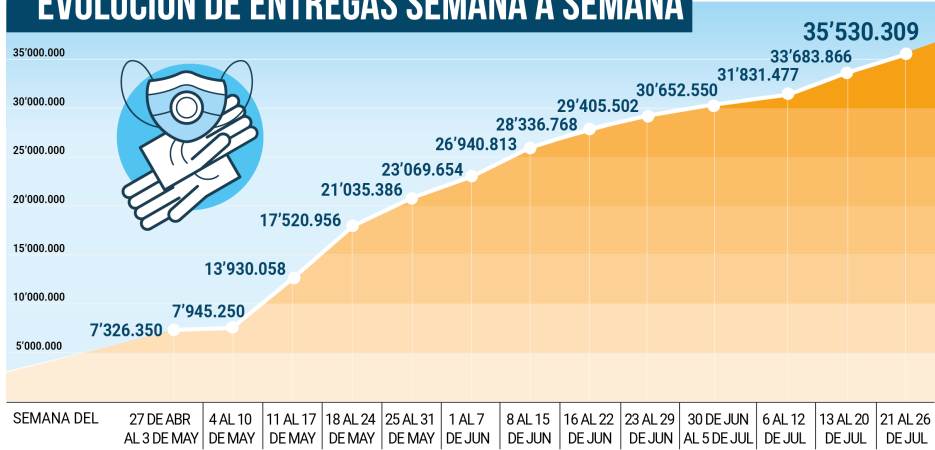 EVOLUCIÓN DE ENTREGAS SEMANA A SEMANA
35'530.309
35'000.000
33'683.866
31'831.477
30'652.550
30'000.000
29'405.502
28'336.768
26'940.813
25'000.000
23'069.654
21'035.386
20'000.000
17'520.956
15'000.000
13'930.058
10'000.000
7'945.250
7'326.350
5'000.000
SEMANA DEL
27 DE ABR
AL 3 DE MAY
4 AL 10
DE MAY
11 AL 17
DE MAY
18 AL 24
DE MAY
25 AL 31
DE MAY
1 AL 7
DE JUN
8 AL 15
DE JUN
16 AL 22
DE JUN
23 AL 29
DE JUN
30 DE JUN
AL 5 DE JUL
6 AL 12
DE JUL
13 AL 20
DE JUL
21 AL 26
DE JUL